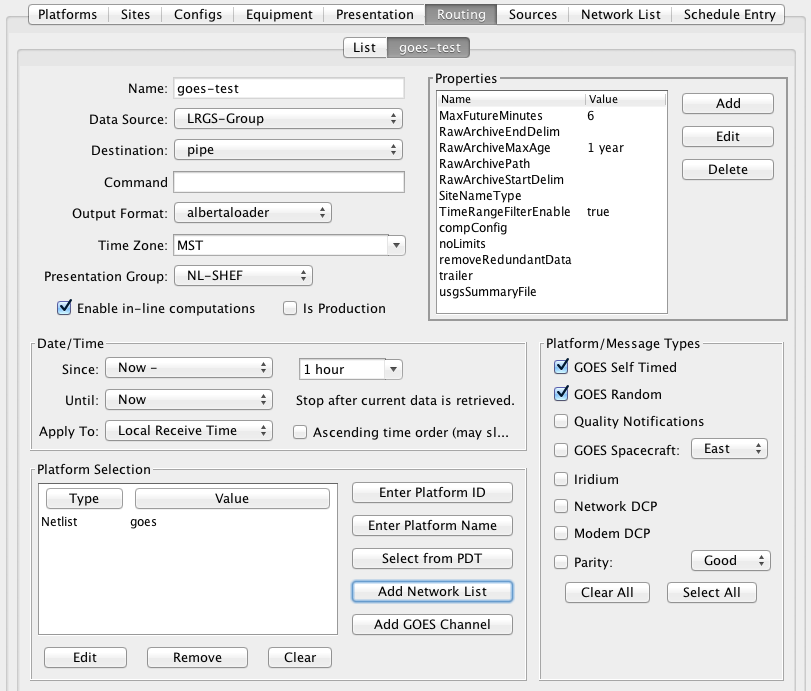 Platforms Sites Configs Equipment Presentation Routing Sources Network List Schedule Entry
List goes-test
Name: goes-test
Data Source: LRGS-Group
Destination: pipe
Command
Output Format: albertaloader
Time Zone: MST
Presentation Group: NL-SHEF
Enable in-line computations Is Production
Properties
Name Value
MaxFutureMinutes 6
RawArchiveEndDelim
RawArchiveMaxAge 1 year
RawArchivePath
RawArchiveStartDelim
SiteNameType
TimeRangeFilterEnable true
compConfig
noLimits
removeRedundantData
trailer
usgsSummaryFile
Add
Edit
Delete
Date/Time
Since: Now - 1 hour
Until: Now Stop after current data is retrieved.
Apply To: Local Receive Time Ascending time order (may sl...
Platform Selection
Type Value
Netlist goes
Enter Platform ID
Enter Platform Name
Select from PDT
Add Network List
Add GOES Channel
Edit Remove Clear
Platform/Message Types
GOES Self Timed
GOES Random
Quality Notifications
GOES Spacecraft: East
Iridium
Network DCP
Modem DCP
Parity: Good
Clear All Select All